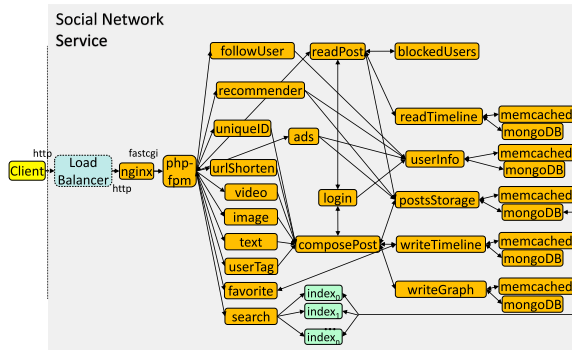 Social Network
Service
followUser
readPost
blockedUsers
recommender
readTimeline
memcached
mongoDB
uniqueID
ads
http
fastcgi
Client
Load
Balancer
http
nginx
php-
fpm
urlShorten
userInfo
memcached
mongoDB
video
login
postsStorage
memcached
mongoDB
image
text
composePost
writeTimeline
memcached
mongoDB
userTag
favorite
index0
writeGraph
memcached
mongoDB
search
index1
...
indexn